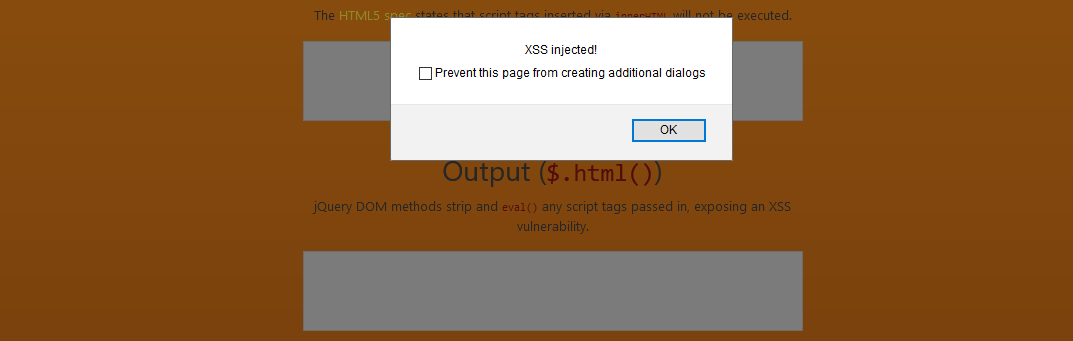 The HTML5 spec states that script tags inserted via innerHTML will not be executed.
XSS injected!
Prevent this page from creating additional dialogs
OK
Output ($.html())
jQuery DOM methods strip and eval() any script tags passed in, exposing an XSS
vulnerability.